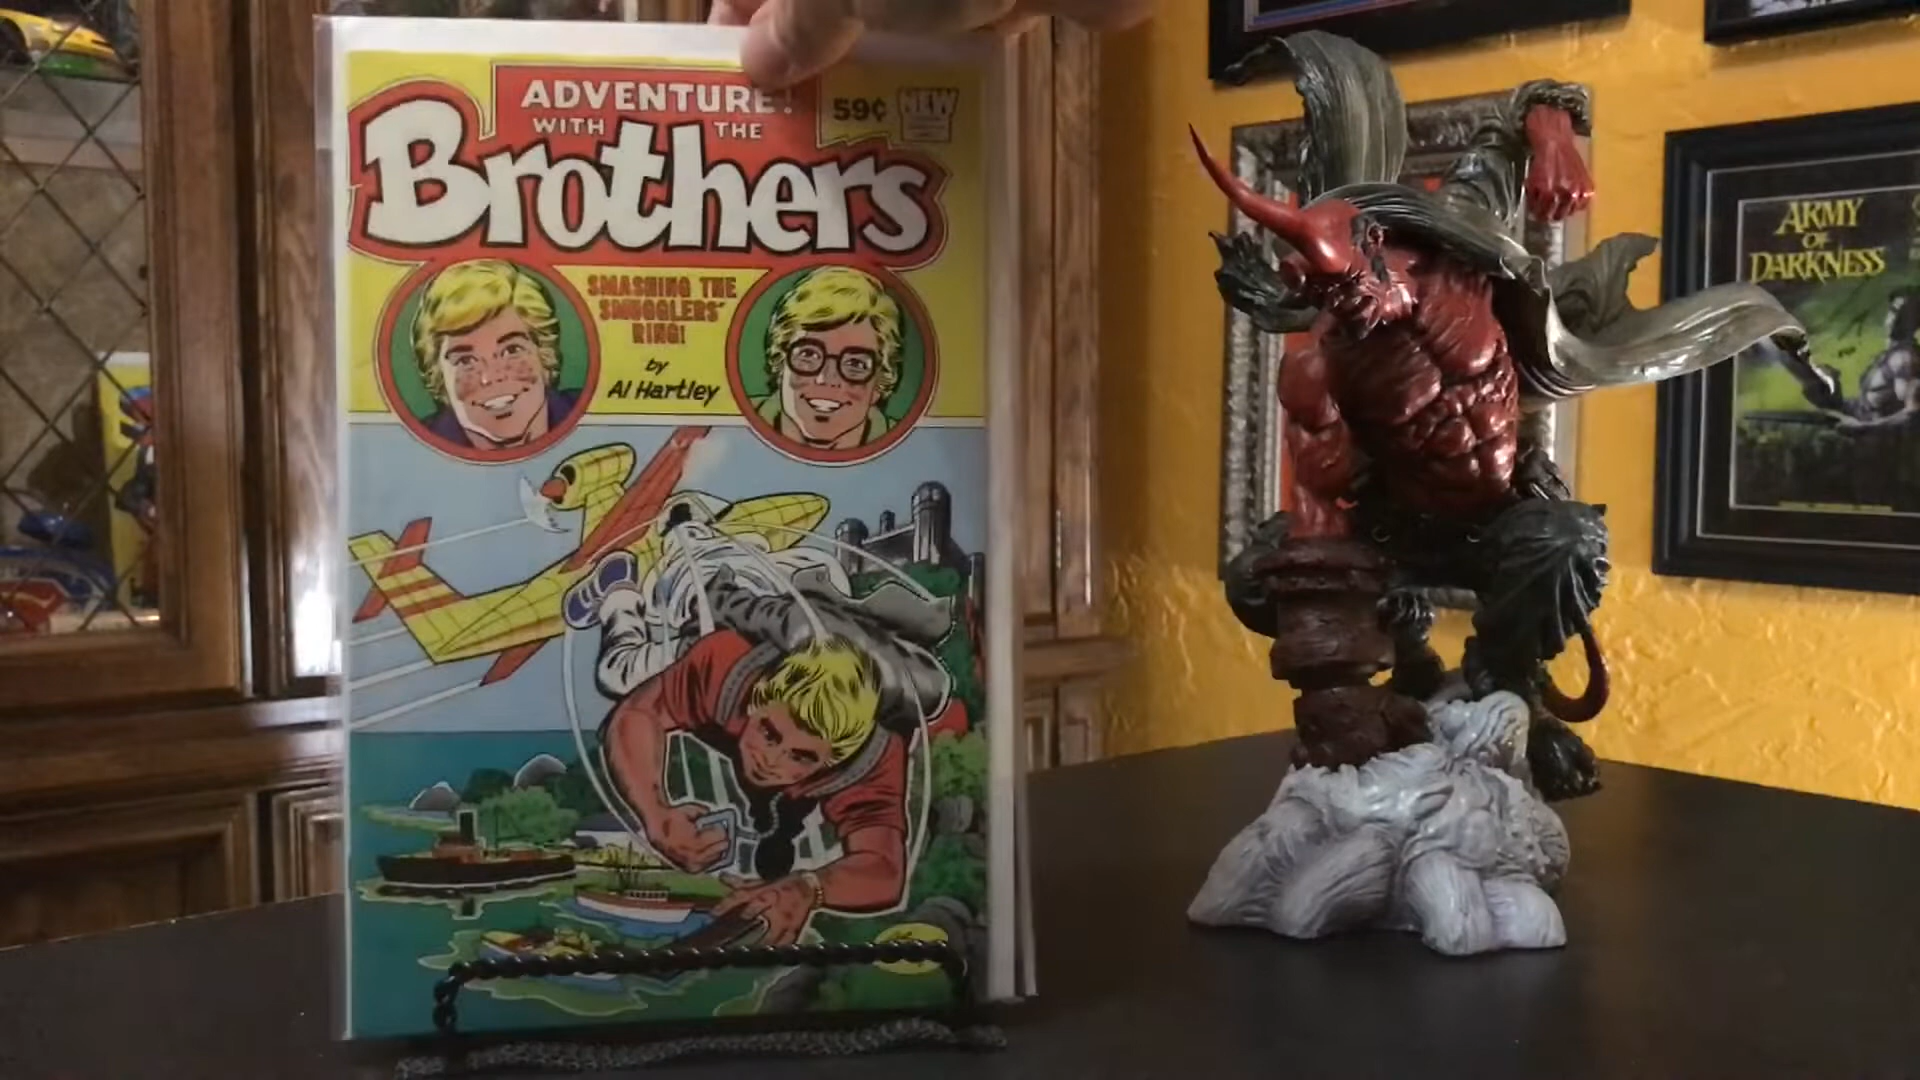 ADVENTURE!
WITH THE
Brothers
59¢ NEW
SMASHING THE
SMUGGLERS'
RING!
by
Al Hartley
ARMY
OF
DARKNESS